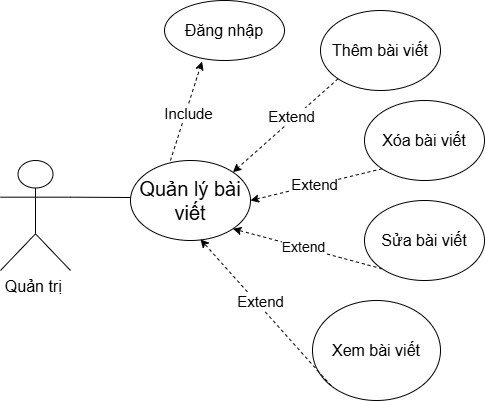 Đăng nhập
Thêm bài viết
Include
Extend
Xóa bài viết
Quản lý bài
viết
Extend
Sửa bài viết
Extend
Quản trị
Extend
Xem bài viết